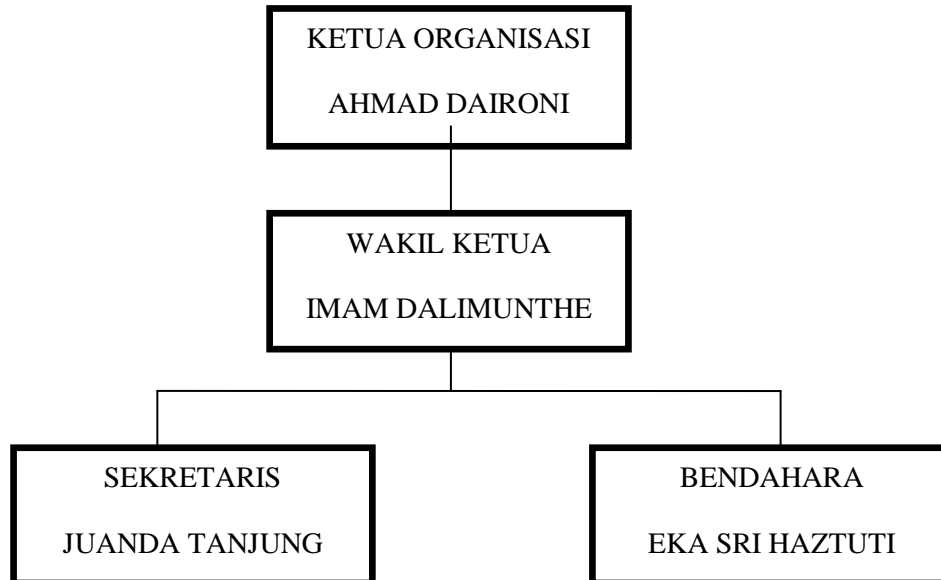 KETUA ORGANISASI
AHMAD DAIRONI
WAKIL KETUA
IMAM DALIMUNTHE
SEKRETARIS
JUANDA TANJUNG
BENDAHARA
EKA SRI HAZTUTI